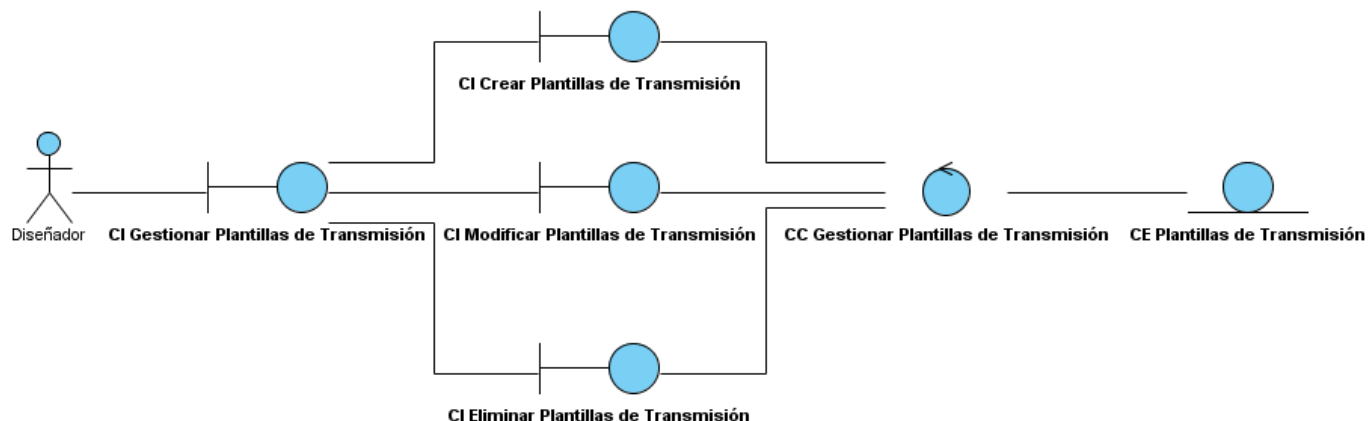 CI Crear Plantillas de Transmisión
Diseñador
CI Gestionar Plantillas de Transmisión
CI Modificar Plantillas de Transmisión
CC Gestionar Plantillas de Transmisión
CE Plantillas de Transmisión
CI Eliminar Plantillas de Transmisión